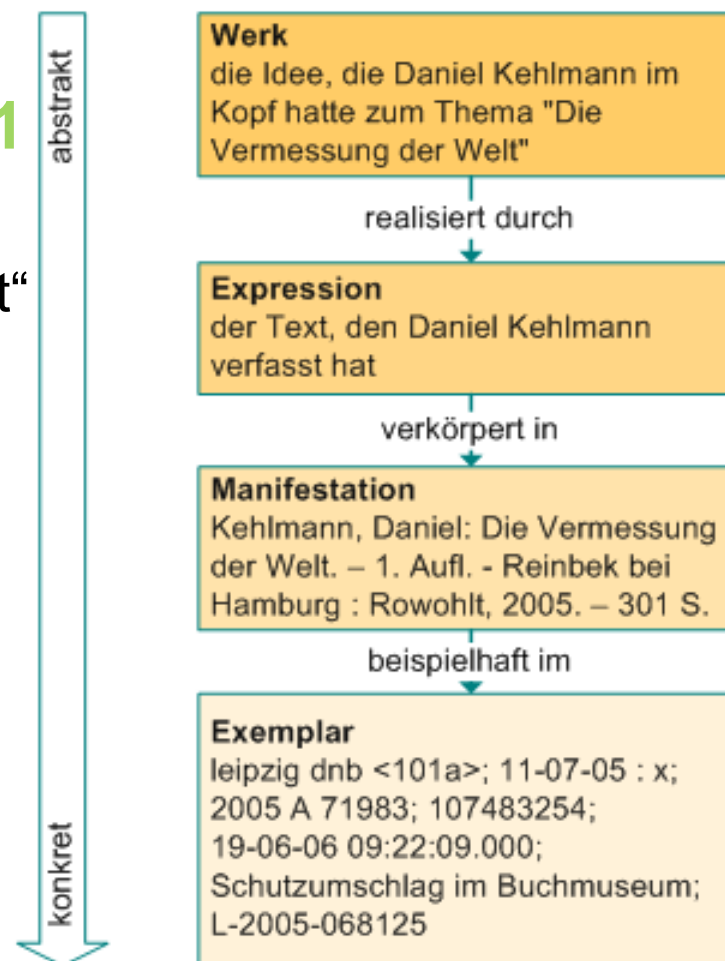 1
t“
abstrakt
konkret
Werk
die Idee, die Daniel Kehlmann im
Kopf hatte zum Thema "Die
Vermessung der Welt"
realisiert durch
Expression
der Text, den Daniel Kehlmann
verfasst hat
verkörpert in
Manifestation
Kehlmann, Daniel: Die Vermessung
der Welt. – 1. Aufl. - Reinbek bei
Hamburg : Rowohlt, 2005. – 301 S.
beispielhaft im
Exemplar
leipzig dnb <101a>; 11-07-05 : x;
2005 A 71983; 107483254;
19-06-06 09:22:09.000;
Schutzumschlag im Buchmuseum;
L-2005-068125